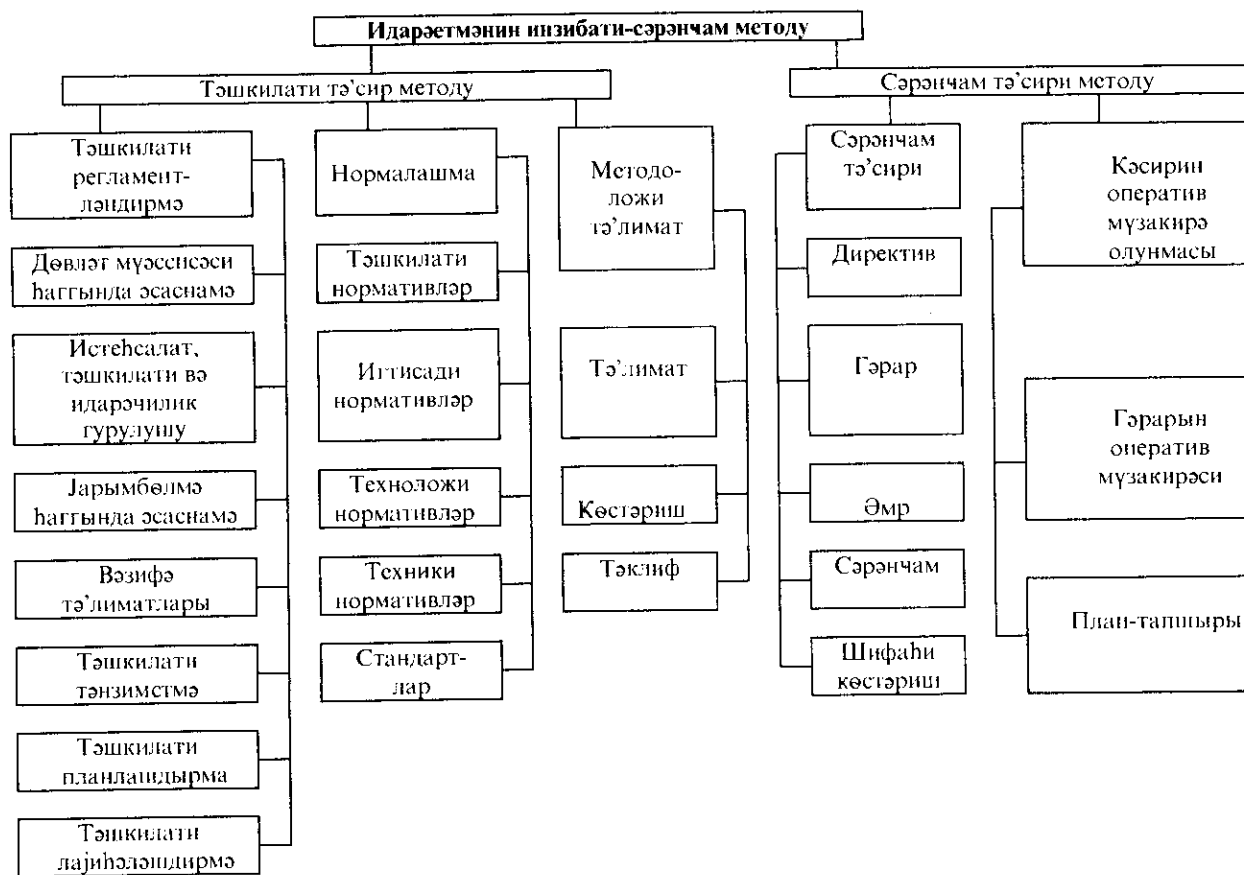 Идарәетмәнин инзибати-сәрәнчам методу
Тәшкилати тә'сир методу
Сәрәнчам тә'сири методу
Тәшкилати
регламент-
ләндирмә
Дөвләт мүәссисәси
һаггында әсаснамә
Истеһсалат,
тәшкилати вә
идарәчилик
гурулушу
Јарымбөлмә
һаггында әсаснамә
Вәзифә
тә'лиматлары
Тәшкилати
тәнзиметмә
Тәшкилати
планлашдырма
Тәшкилати
лајиһәләшдирмә
Нормалашма
Тәшкилати
нормативләр
Игтисади
нормативләр
Техноложи
нормативләр
Техники
нормативләр
Стандарт-
лар
Методо-
ложи
тә'лимат
Тә'лимат
Көстәриш
Тәклиф
Сәрәнчам
тә'сири
Директив
Гәрар
Әмр
Сәрәнчам
Шифаһи
көстәриш
Кәсирин
оператив
мүзакирә
олунмасы
Гәрарын
оператив
мүзакирәси
План-тапшыры